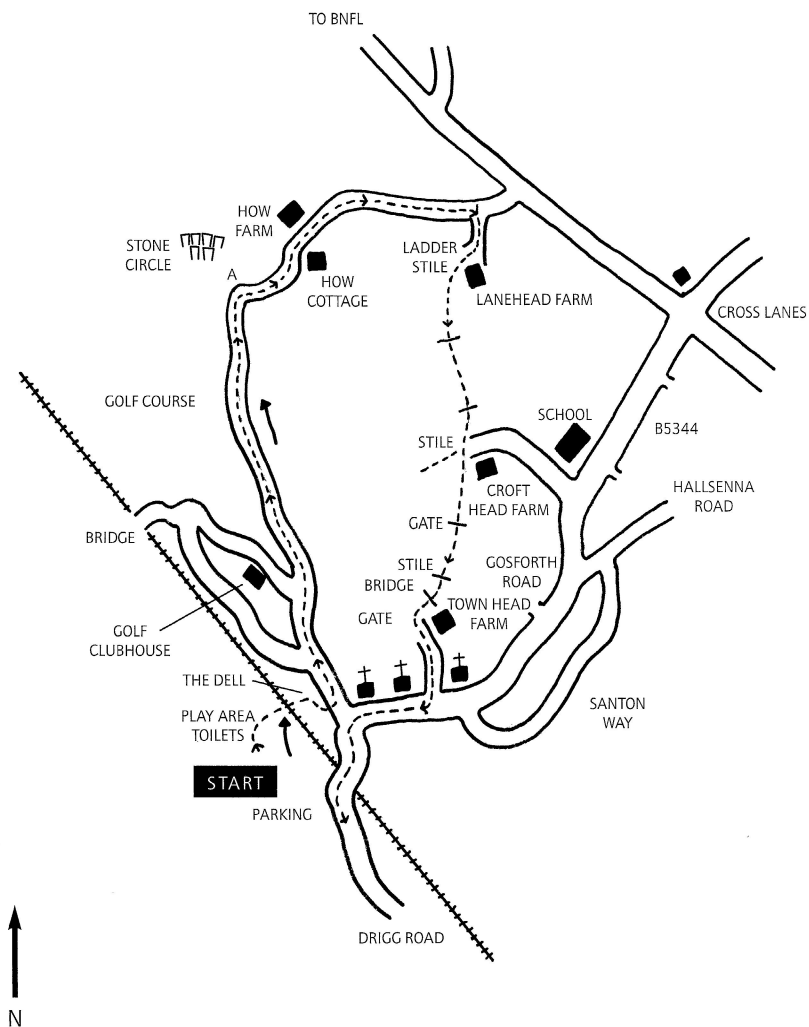 TO BNFL
HOW
FARM
STONE
CIRCLE
A
HOW
COTTAGE
LADDER
STILE
LANEHEAD FARM
CROSS LANES
GOLF COURSE
SCHOOL
B5344
STILE
CROFT
HEAD FARM
HALLSENNA
ROAD
GATE
BRIDGE
GOSFORTH
ROAD
STILE
BRIDGE
TOWN HEAD
FARM
GATE
GOLF
CLUBHOUSE
THE DELL
PLAY AREA
TOILETS
SANTON
WAY
START
PARKING
DRIGG ROAD
N